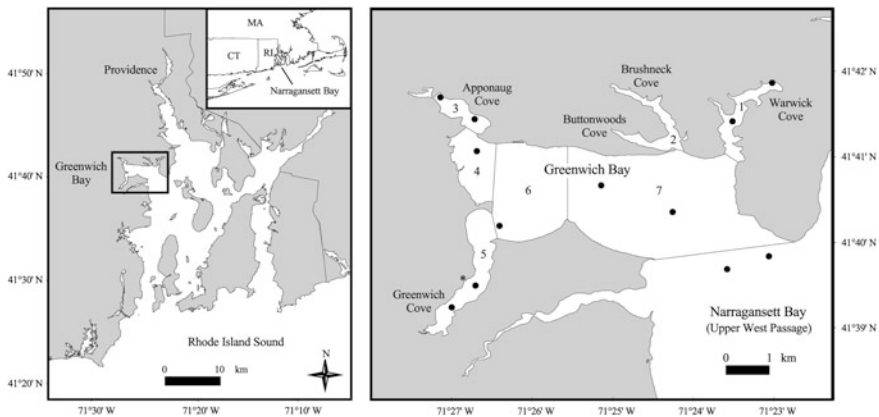 MA
CT
RI
Narragansett Bay
41°50' N
Providence
Greenwich
Bay
41°40' N
41°30' N
Rhode Island Sound
N
0
10
km
41°20' N
71°30' W
71°20' W
71°10' W
41°42' N
Brushneck
Cove
Apponaug
Cove
3
1
Warwick
Cove
Buttonwoods
Cove
2
41°41' N
Greenwich Bay
4
6
7
5
*
41°40' N
Greenwich
Cove
Narragansett Bay
(Upper West Passage)
41°39' N
0
1
km
71°27' W
71°26' W
71°25' W
71°24' W
71°23' W